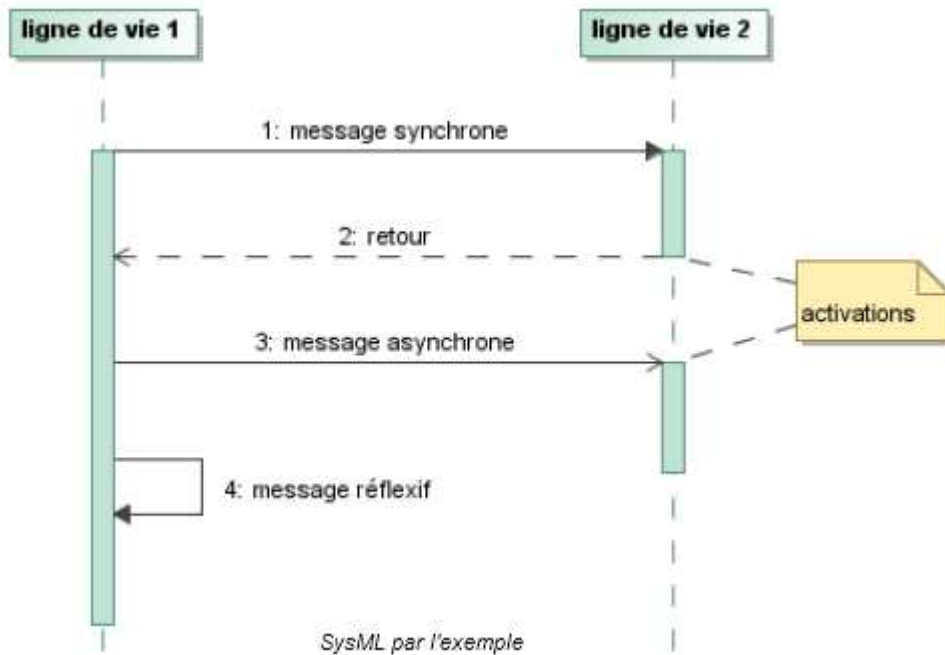 ligne de vie 1
ligne de vie 2
1: message synchrone
2: retour
activations
3: message asynchrone
4: message réflexif
SysML par l'exemple